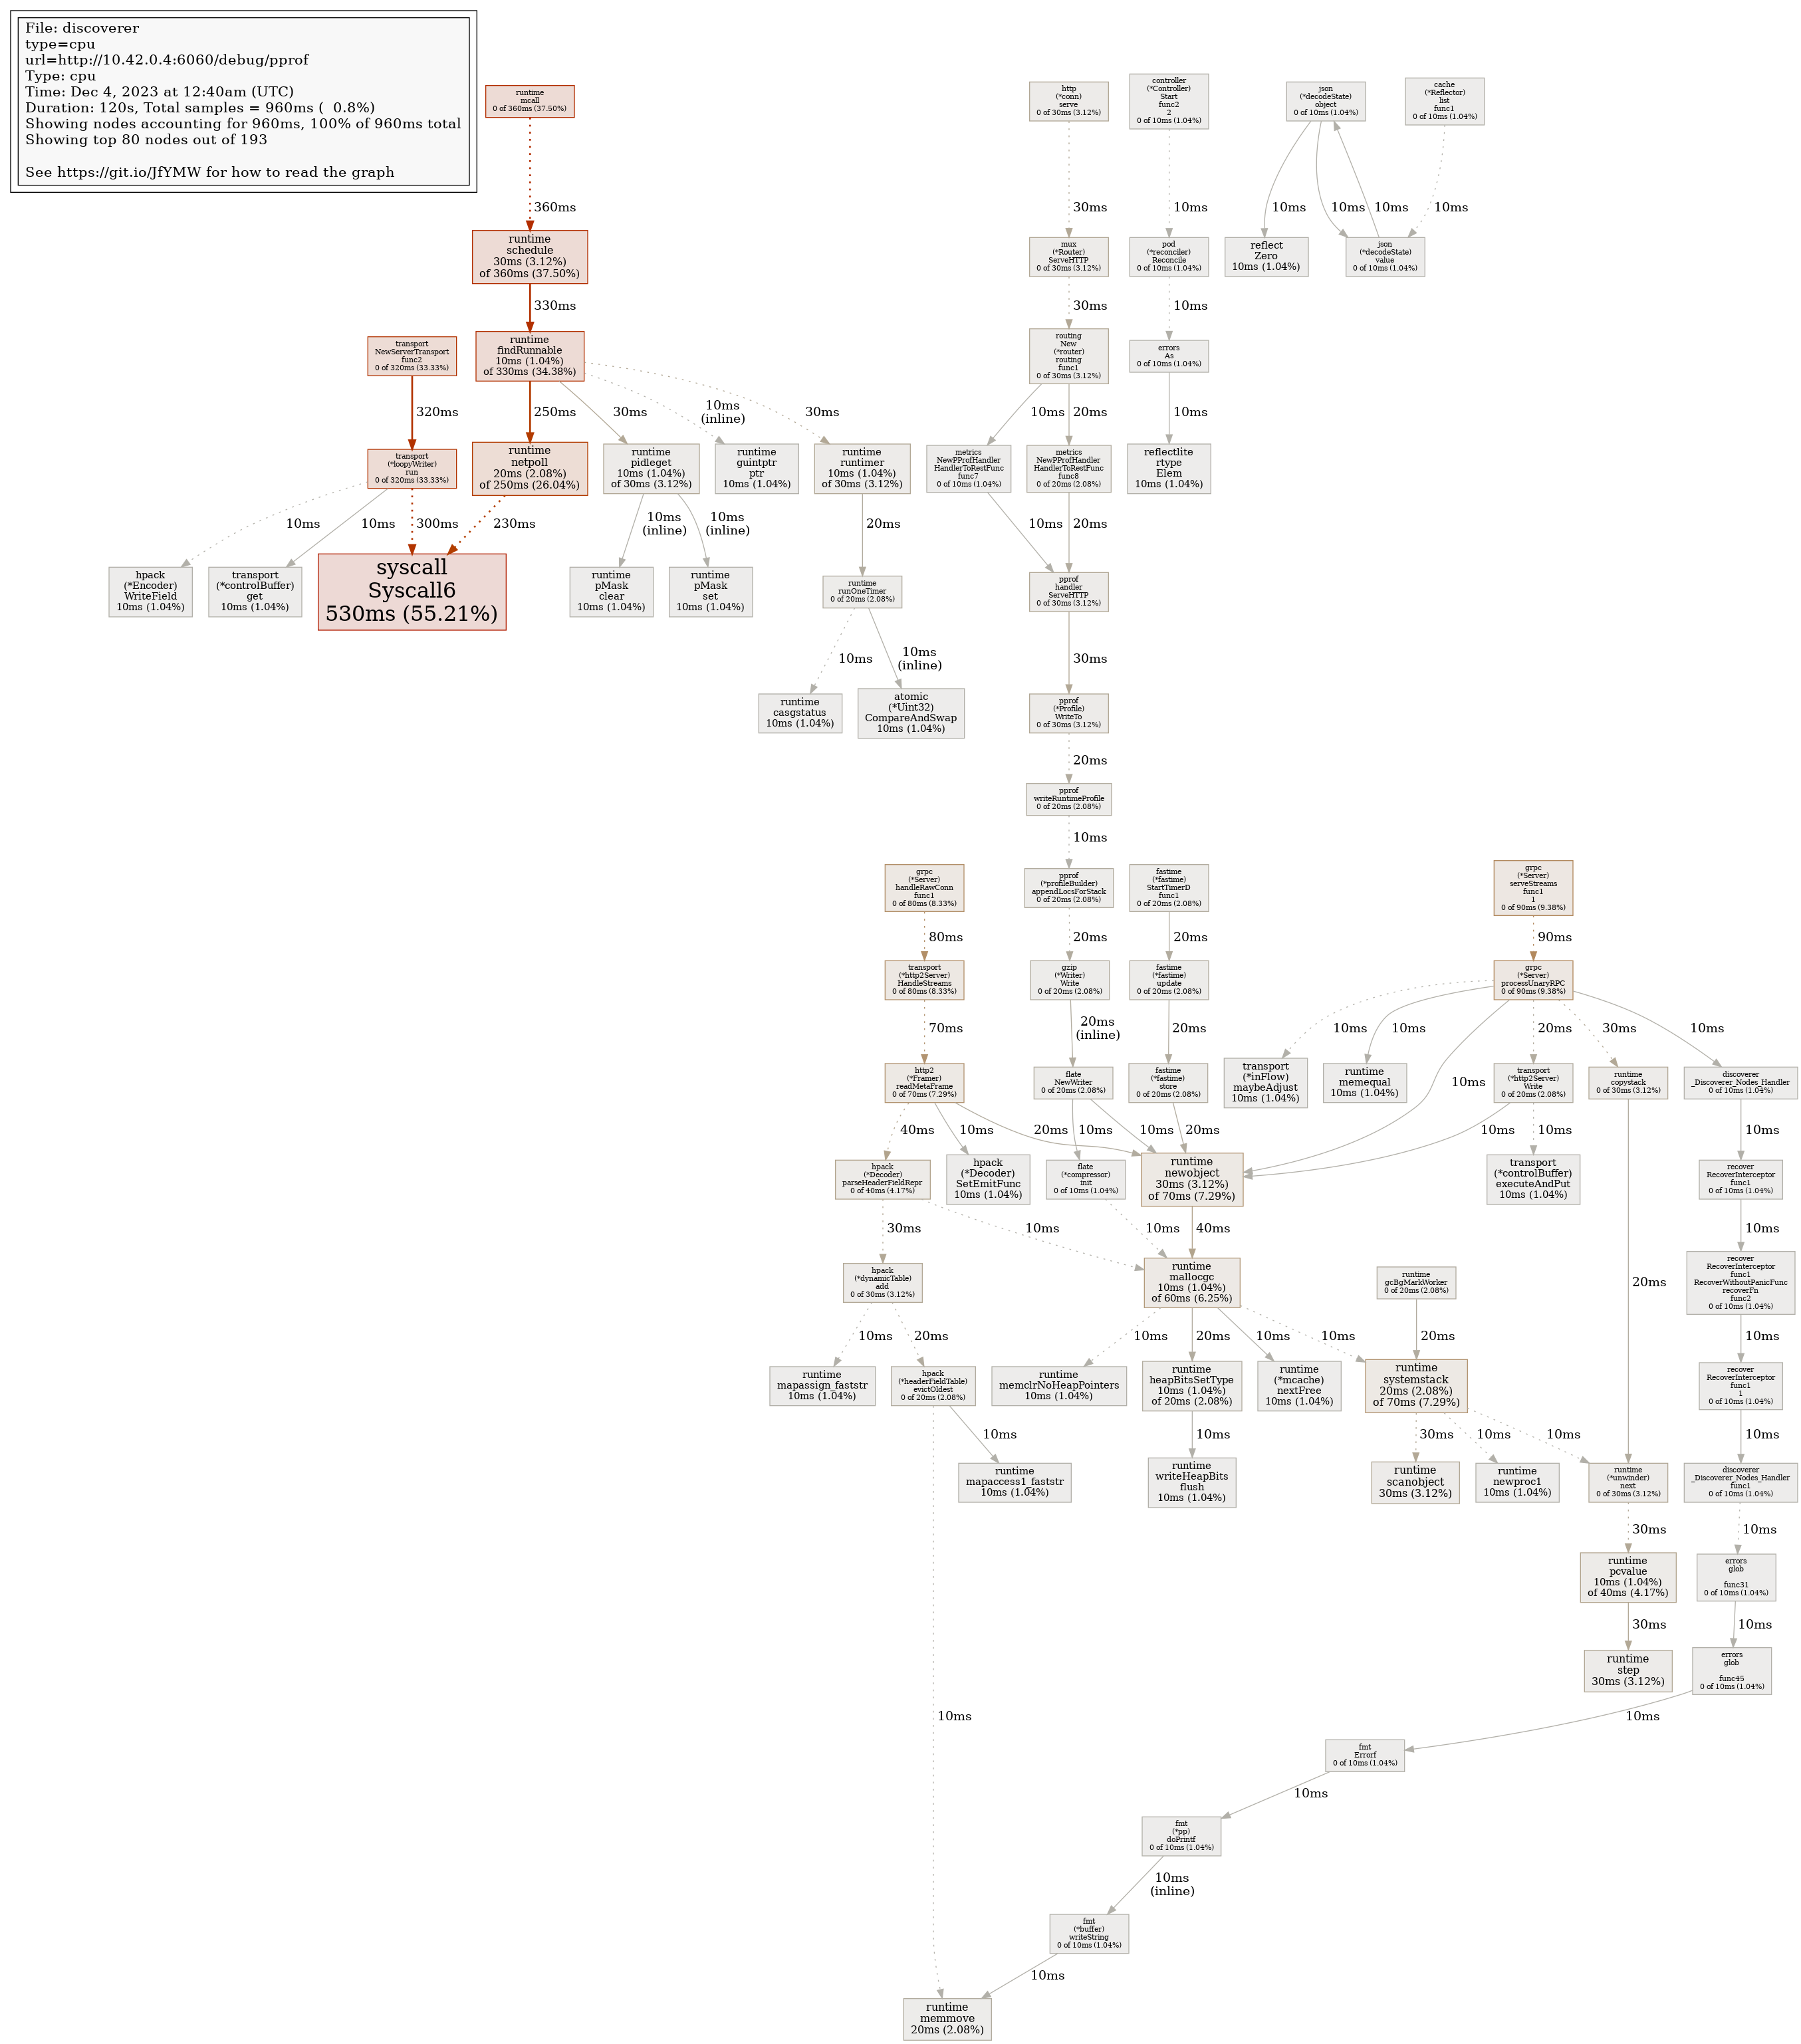 File: discoverer
type=cpu
url=http://10.42.0.4:6060/debug/pprof
Type: cpu
Time: Dec 4, 2023 at 12:40am (UTC)
Duration: 120s, Total samples = 960ms ( 0.8%)
Showing nodes accounting for 960ms, 100% of 960ms total
Showing top 80 nodes out of 193
See https://git.io/JfYMW for how to read the graph
runtime
mcall
0 of 360ms (37.50%)
http
(*conn)
serve
0 of 30ms (3.12%)
controller
(*Controller)
Start
func2
2
0 of 10ms (1.04%)
json
(*decodeState)
object
0 of 10ms (1.04%)
cache
(*Reflector)
list
func1
0 of 10ms (1.04%)
360ms
30ms
10ms
10ms
10ms
10ms
10ms
runtime
schedule
30ms (3.12%)
of 360ms (37.50%)
mux
(*Router)
ServeHTTP
0 of 30ms (3.12%)
pod
(*reconciler)
Reconcile
0 of 10ms (1.04%)
reflect
Zero
10ms (1.04%)
json
(*decodeState)
value
0 of 10ms (1.04%)
330ms
30ms
10ms
transport
NewServerTransport
func2
0 of 320ms (33.33%)
runtime
findRunnable
10ms (1.04%)
of 330ms (34.38%)
routing
New
(*router)
routing
func1
0 of 30ms (3.12%)
errors
As
0 of 10ms (1.04%)
320ms
250ms
30ms
10ms
(inline)
30ms
10ms
20ms
10ms
transport
(*loopyWriter)
run
0 of 320ms (33.33%)
runtime
netpoll
20ms (2.08%)
of 250ms (26.04%)
runtime
pidleget
10ms (1.04%)
of 30ms (3.12%)
runtime
guintptr
ptr
10ms (1.04%)
runtime
runtimer
10ms (1.04%)
of 30ms (3.12%)
metrics
NewPProfHandler
HandlerToRestFunc
func7
0 of 10ms (1.04%)
metrics
NewPProfHandler
HandlerToRestFunc
func8
0 of 20ms (2.08%)
reflectlite
rtype
Elem
10ms (1.04%)
10ms
10ms
300ms
230ms
10ms
(inline)
10ms
(inline)
20ms
10ms
20ms
hpack
(*Encoder)
WriteField
10ms (1.04%)
transport
(*controlBuffer)
get
10ms (1.04%)
syscall
Syscall6
530ms (55.21%)
runtime
pMask
clear
10ms (1.04%)
runtime
pMask
set
10ms (1.04%)
runtime
runOneTimer
0 of 20ms (2.08%)
pprof
handler
ServeHTTP
0 of 30ms (3.12%)
10ms
10ms
(inline)
30ms
runtime
casgstatus
10ms (1.04%)
atomic
(*Uint32)
CompareAndSwap
10ms (1.04%)
pprof
(*Profile)
WriteTo
0 of 30ms (3.12%)
20ms
pprof
writeRuntimeProfile
0 of 20ms (2.08%)
10ms
grpc
(*Server)
handleRawConn
func1
0 of 80ms (8.33%)
pprof
(*profileBuilder)
appendLocsForStack
0 of 20ms (2.08%)
fastime
(*fastime)
StartTimerD
func1
0 of 20ms (2.08%)
grpc
(*Server)
serveStreams
func1
1
0 of 90ms (9.38%)
80ms
20ms
20ms
90ms
transport
(*http2Server)
HandleStreams
0 of 80ms (8.33%)
gzip
(*Writer)
Write
0 of 20ms (2.08%)
fastime
(*fastime)
update
0 of 20ms (2.08%)
grpc
(*Server)
processUnaryRPC
0 of 90ms (9.38%)
70ms
20ms
(inline)
20ms
10ms
10ms
10ms
20ms
30ms
10ms
http2
(*Framer)
readMetaFrame
0 of 70ms (7.29%)
flate
NewWriter
0 of 20ms (2.08%)
fastime
(*fastime)
store
0 of 20ms (2.08%)
transport
(*inFlow)
maybeAdjust
10ms (1.04%)
runtime
memequal
10ms (1.04%)
transport
(*http2Server)
Write
0 of 20ms (2.08%)
runtime
copystack
0 of 30ms (3.12%)
discoverer
_Discoverer_Nodes_Handler
0 of 10ms (1.04%)
40ms
10ms
20ms
10ms
10ms
20ms
10ms
10ms
10ms
hpack
(*Decoder)
parseHeaderFieldRepr
0 of 40ms (4.17%)
hpack
(*Decoder)
SetEmitFunc
10ms (1.04%)
flate
(*compressor)
init
0 of 10ms (1.04%)
runtime
newobject
30ms (3.12%)
of 70ms (7.29%)
transport
(*controlBuffer)
executeAndPut
10ms (1.04%)
recover
RecoverInterceptor
func1
0 of 10ms (1.04%)
30ms
10ms
10ms
40ms
10ms
hpack
(*dynamicTable)
add
0 of 30ms (3.12%)
runtime
mallocgc
10ms (1.04%)
of 60ms (6.25%)
runtime
gcBgMarkWorker
0 of 20ms (2.08%)
20ms
recover
RecoverInterceptor
func1
RecoverWithoutPanicFunc
recoverFn
func2
0 of 10ms (1.04%)
10ms
20ms
10ms
20ms
10ms
10ms
20ms
10ms
runtime
mapassign_faststr
10ms (1.04%)
hpack
(*headerFieldTable)
evictOldest
0 of 20ms (2.08%)
runtime
memclrNoHeapPointers
10ms (1.04%)
runtime
heapBitsSetType
10ms (1.04%)
of 20ms (2.08%)
runtime
(*mcache)
nextFree
10ms (1.04%)
runtime
systemstack
20ms (2.08%)
of 70ms (7.29%)
recover
RecoverInterceptor
func1
1
0 of 10ms (1.04%)
10ms
10ms
30ms
10ms
10ms
10ms
runtime
mapaccess1_faststr
10ms (1.04%)
runtime
writeHeapBits
flush
10ms (1.04%)
runtime
scanobject
30ms (3.12%)
runtime
newproc1
10ms (1.04%)
runtime
(*unwinder)
next
0 of 30ms (3.12%)
discoverer
_Discoverer_Nodes_Handler
func1
0 of 10ms (1.04%)
30ms
10ms
runtime
pcvalue
10ms (1.04%)
of 40ms (4.17%)
errors
glob
func31
0 of 10ms (1.04%)
30ms
10ms
runtime
step
30ms (3.12%)
errors
glob
func45
0 of 10ms (1.04%)
10ms
10ms
fmt
Errorf
0 of 10ms (1.04%)
10ms
fmt
(*pp)
doPrintf
0 of 10ms (1.04%)
10ms
(inline)
fmt
(*buffer)
writeString
0 of 10ms (1.04%)
10ms
runtime
memmove
20ms (2.08%)